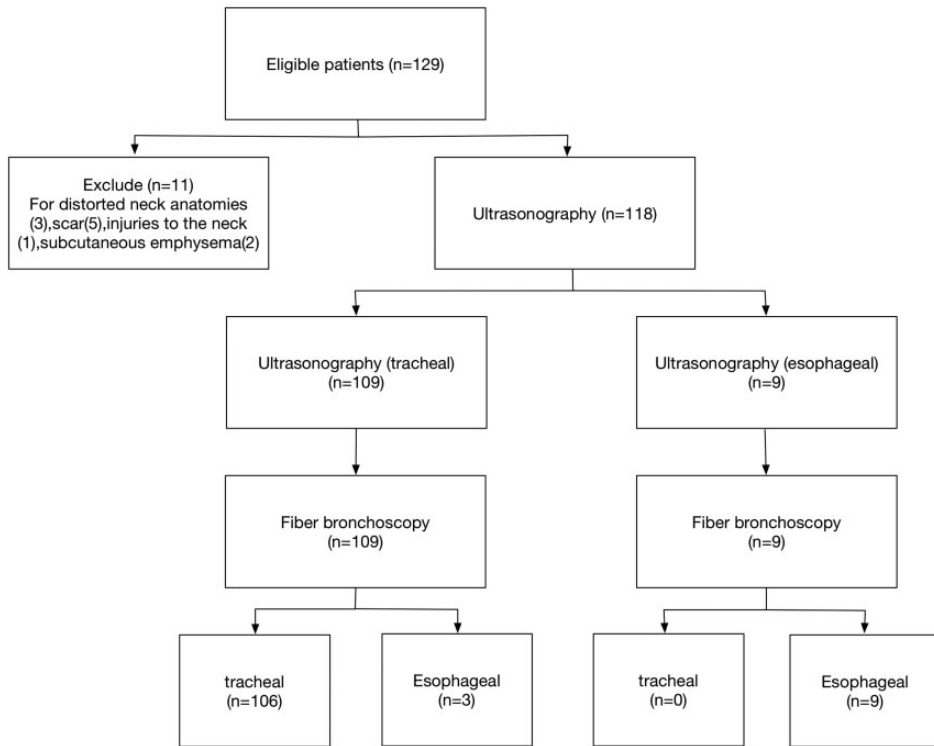 Eligible patients (n=129)
Exclude (n=11)
For distorted neck anatomies
(3),scar(5),injuries to the neck
(1),subcutaneous emphysema(2)
Ultrasonography (n=118)
Ultrasonography (tracheal)
(n=109)
Ultrasonography (esophageal)
(n=9)
Fiber bronchoscopy
(n=109)
Fiber bronchoscopy
(n=9)
tracheal
(n=106)
Esophageal
(n=3)
tracheal
(n=0)
Esophageal
(n=9)